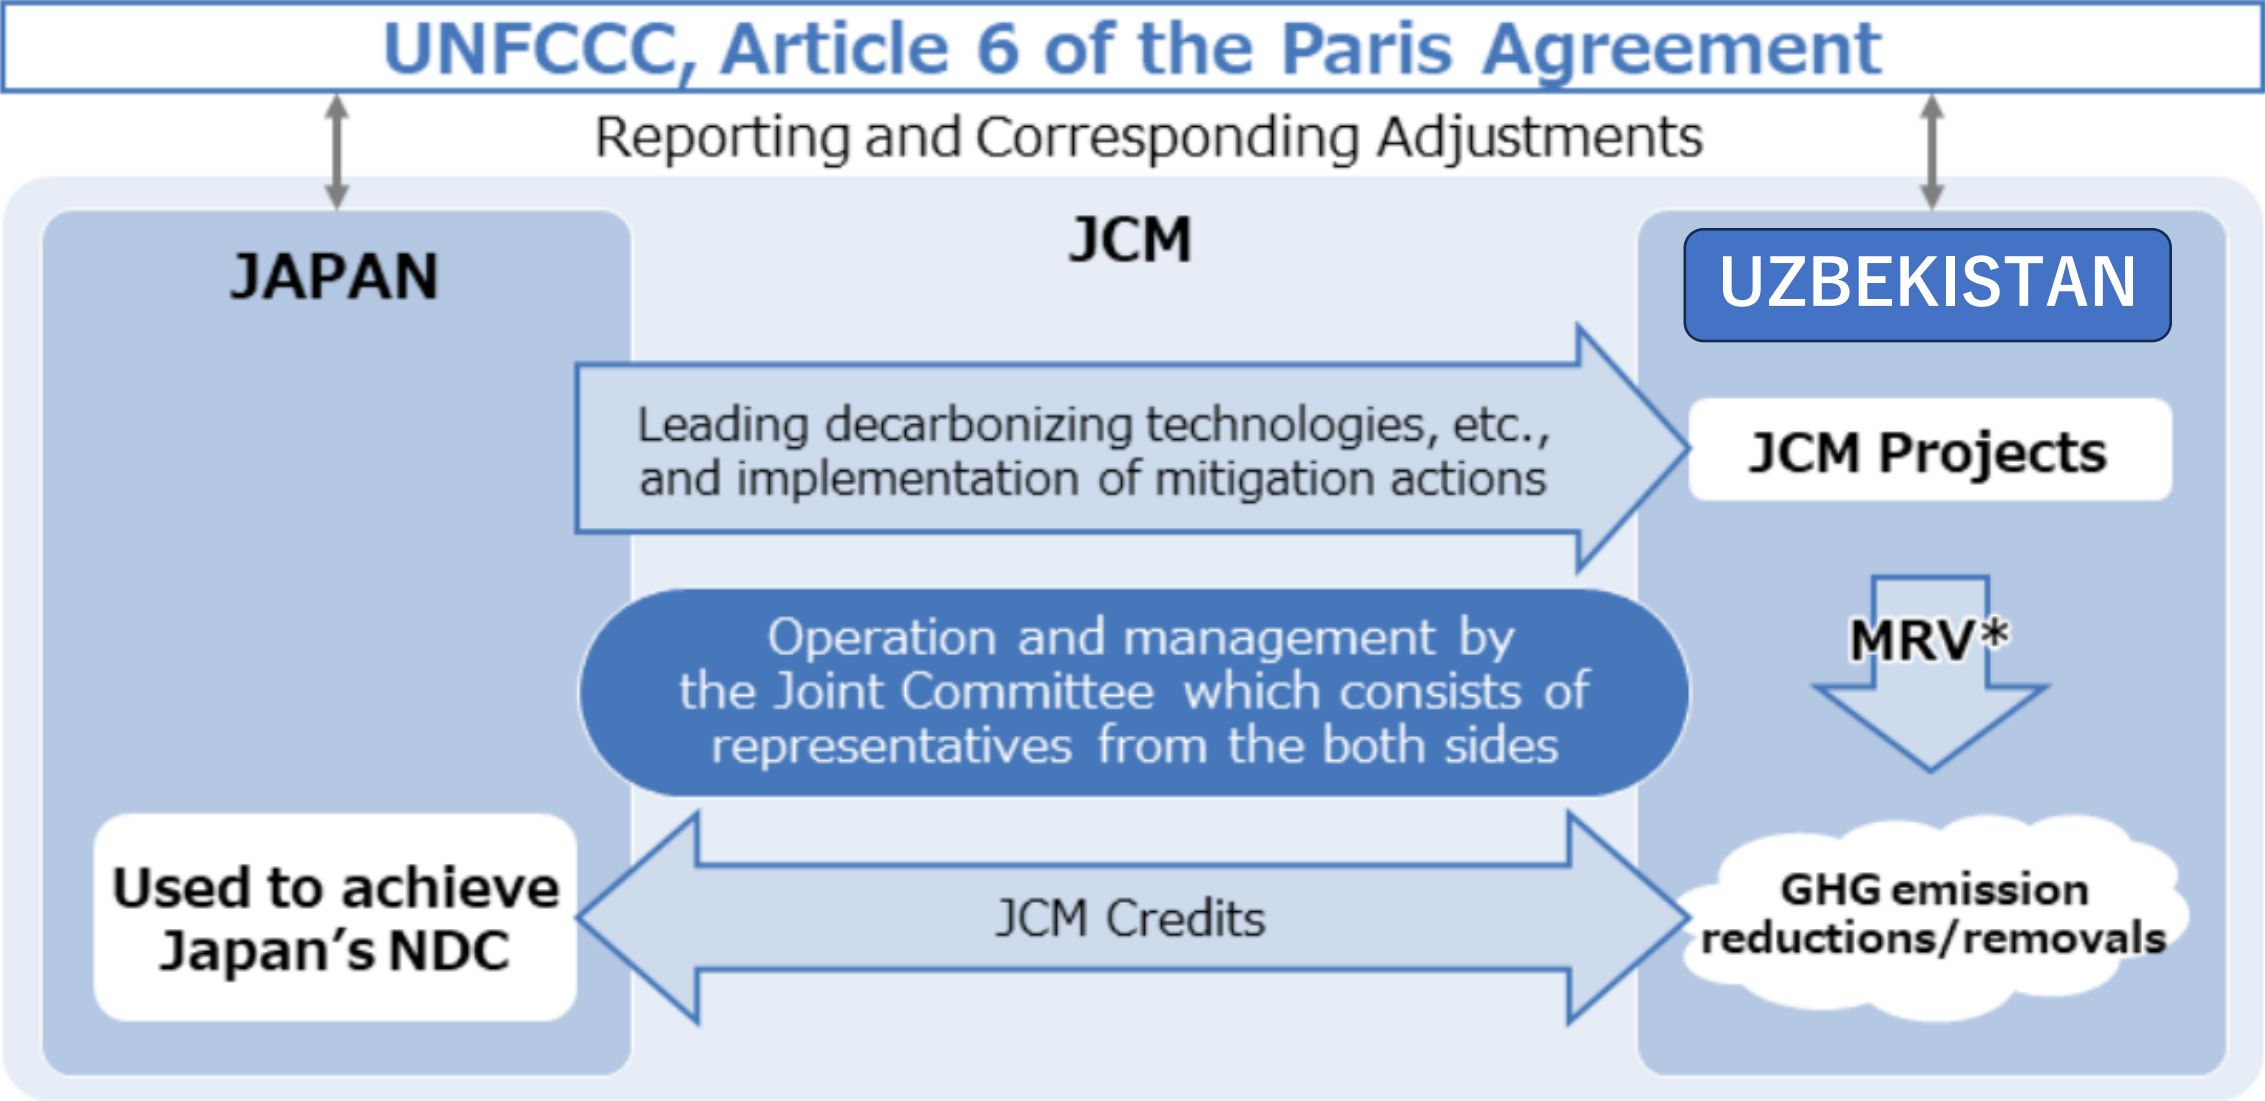 UNFCCC, Article 6 of the Paris Agreement
Reporting and Corresponding Adjustments
JCM
JAPAN
UZBEKISTAN
Leading decarbonizing technologies, etc.,
and implementation of mitigation actions
JCM Projects
Operation and management by
the Joint Committee which consists of
representatives from the both sides
MRV*
Used to achieve
Japan's NDC
JCM Credits
GHG emission
reductions/removals